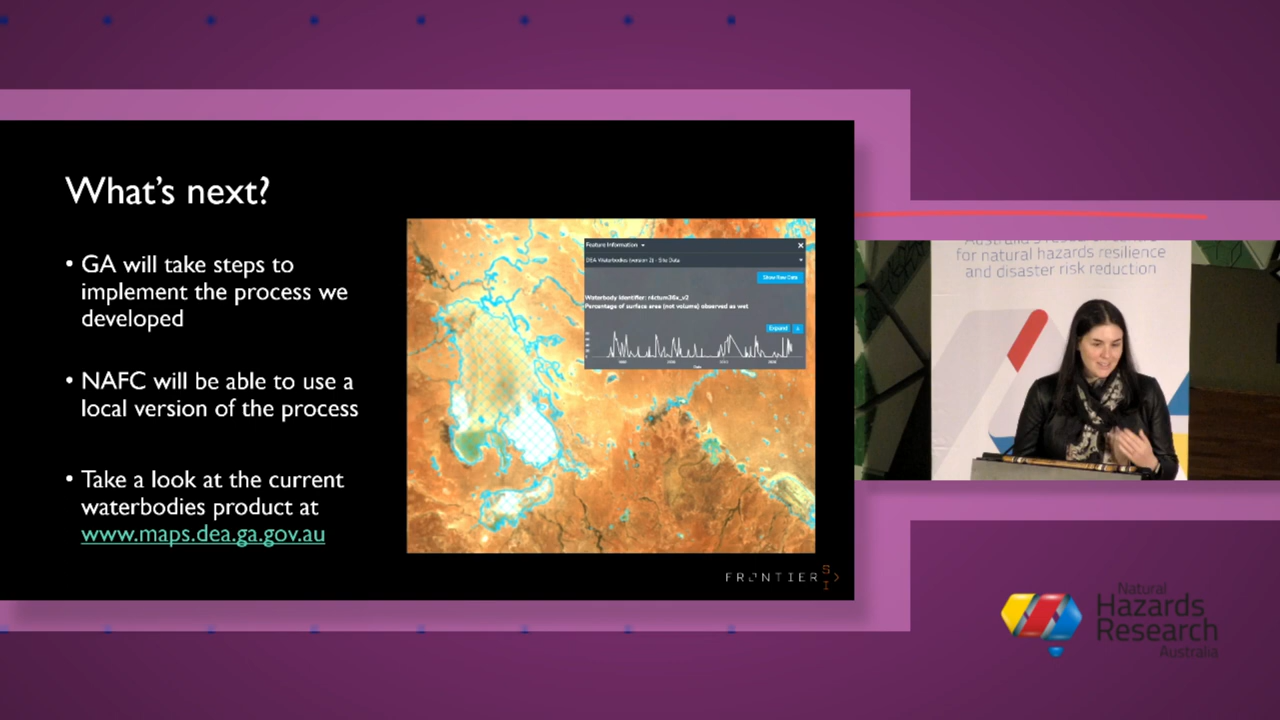 What's next?
• GA will take steps to
implement the process we
developed
• NAFC will be able to use a
local version of the process
• Take a look at the current
waterbodies product at
www.maps.dea.ga.gov.au
Feature Information
DEA Waterbodies (version 2) - Site Data
Show Raw Data
Percentage of surface area (not volume) observed as wet
Expand
Date
FRONTIER SI
for natural hazards resilience
and disaster risk reduction
Natural
Hazards
Research
Australia